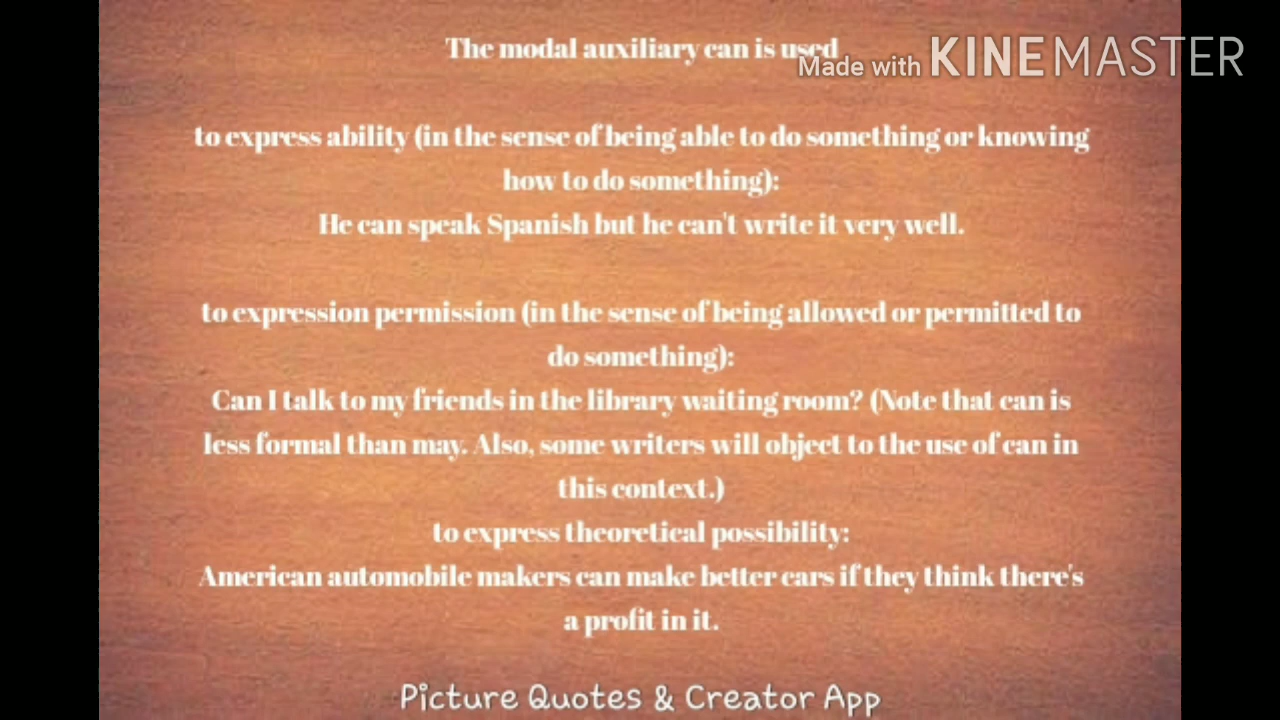 The modal auxiliary can is used
Made with KINEMASTER
to express ability (in the sense of being able to do something or knowing
how to do something):
He can speak Spanish but he can't write it very well.
to expression permission (in the sense of being allowed or permitted to
do something):
Can I talk to my friends in the library waiting room? (Note that can is
less formal than may. Also, some writers will object to the use of can in
this context.)
to express theoretical possibility:
American automobile makers can make better cars if they think there's
a profit in it.
Picture Quotes & Creator App